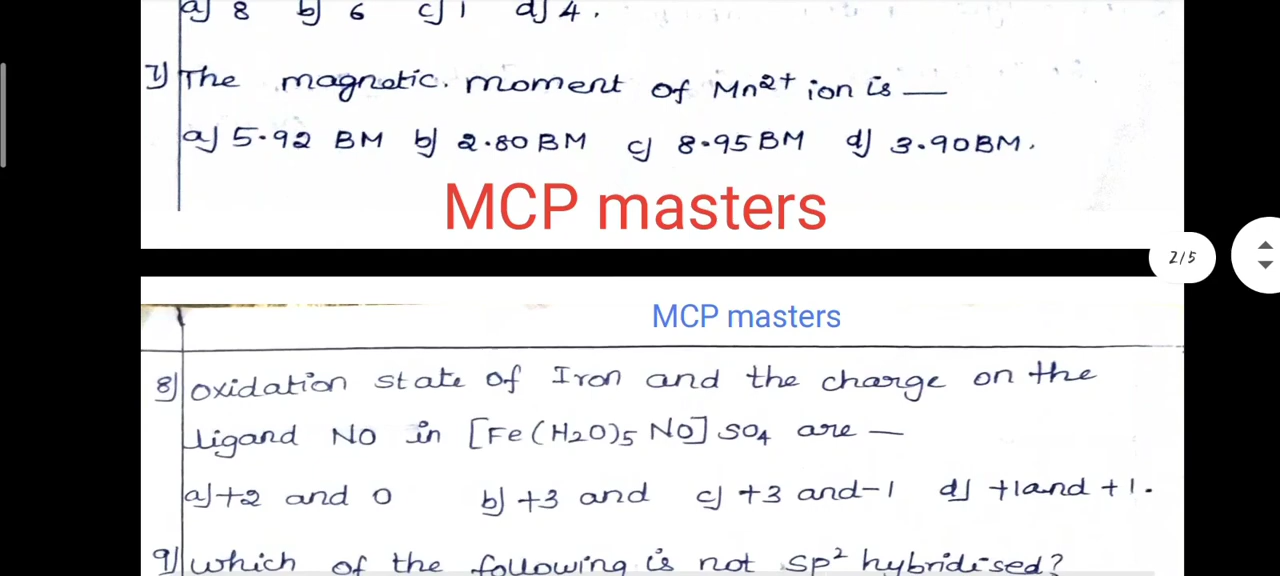 a) 8 b) 6 c) 1 d) 4.
7) The magnetic. moment of Mn2+ ion is —
a) 5.92 BM b) 2.80 BM c) 8.95 BM d) 3.90BM.
MCP masters
2/5
MCP masters
8) oxidation state of Iron and the charge on the
ligand NO in [Fe(H2O)5 NO] SO4 are —
a) +2 and 0 b) +3 and c) +3 and -1 d) +1 and +1.
9) which of the following is not sp2 hybridised?